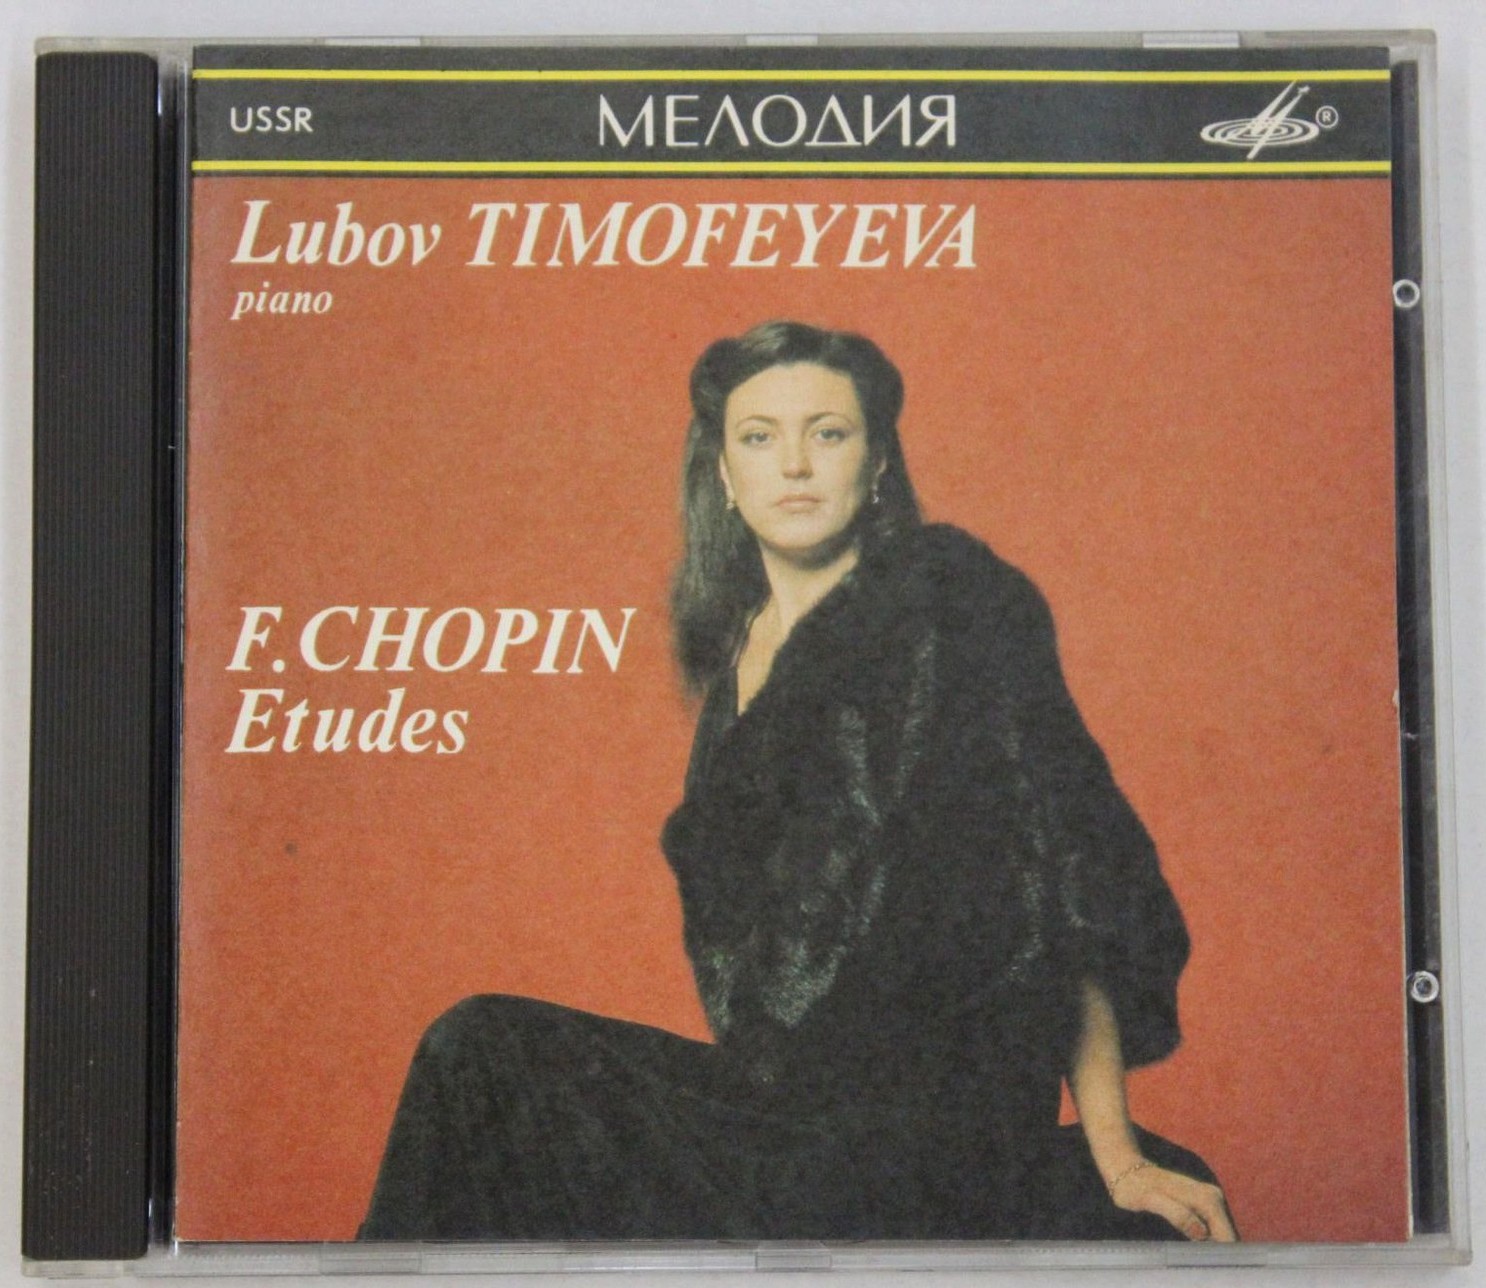 USSR
МЕЛОДИЯ
®
Lubov TIMOFEYEVA
piano
F.CHOPIN
Etudes